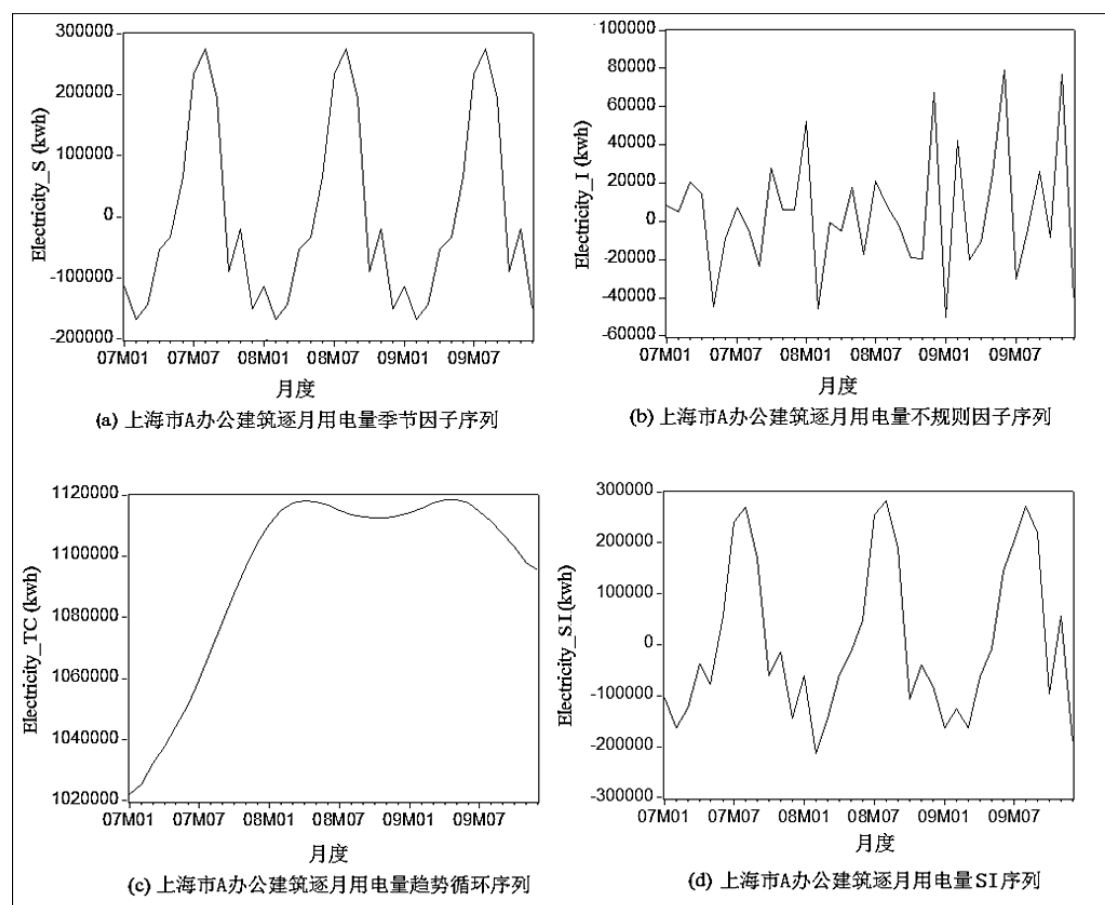 300000
200000
100000
0
-100000
-200000
Electricity_S (kwh)
07M01 07M07 08M01 08M07 09M01 09M07
月度
(a) 上海市A办公建筑逐月用电量季节因子序列
100000
80000
60000
40000
20000
0
-20000
-40000
-60000
Electricity_I (kwh)
07M01 07M07 08M01 08M07 09M01 09M07
月度
(b) 上海市A办公建筑逐月用电量不规则因子序列
1120000
1100000
1080000
1060000
1040000
1020000
Electricity_TC (kwh)
07M01 07M07 08M01 08M07 09M01 09M07
月度
(c) 上海市A办公建筑逐月用电量趋势循环序列
300000
200000
100000
0
-100000
-200000
-300000
Electricity_SI (kwh)
07M01 07M07 08M01 08M07 09M01 09M07
月度
(d) 上海市A办公建筑逐月用电量SI序列